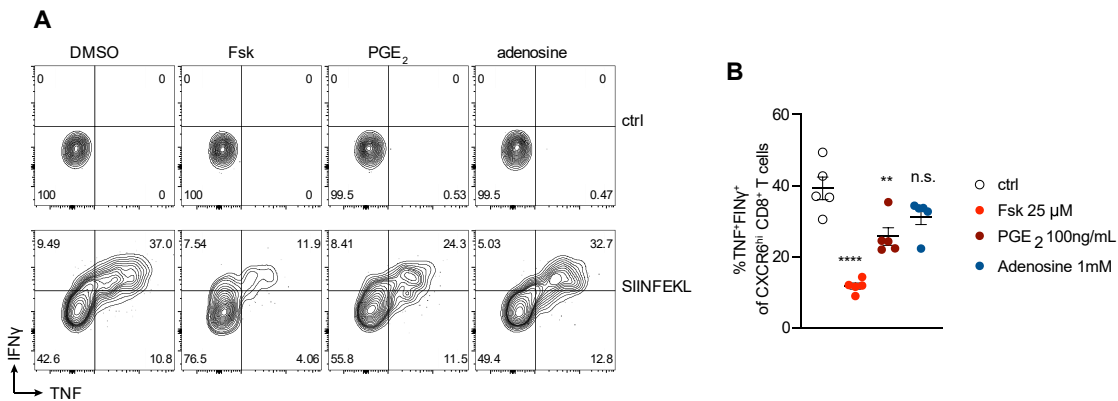 A
DMSO Fsk PGE2 adenosine
0 0 0 0 0 0 0 0
ctrl
100 0 100 0 99.5 0.53 99.5 0.47
9.49 37.0 7.54 11.9 8.41 24.3 5.03 32.7
SIINFEKL
42.6 10.8 76.5 4.06 55.8 11.5 49.4 12.8
IFNγ
TNF
B
%TNF+FINγ+
of CXCR6hi CD8+ T cells
60
40
20
0
****
**
n.s.
ctrl
Fsk 25 µM
PGE2 100ng/mL
Adenosine 1mM